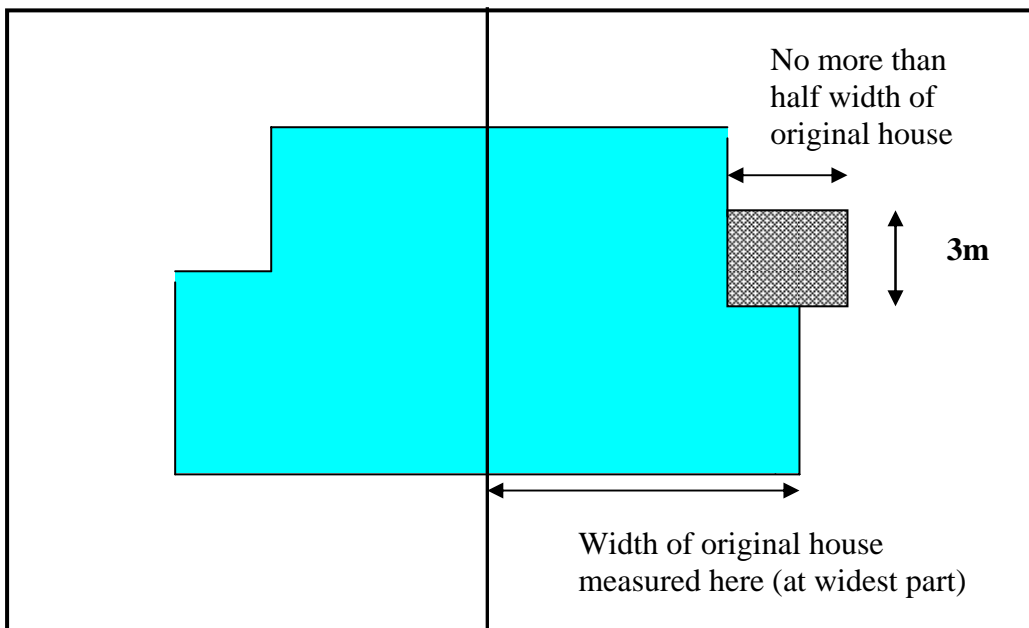 No more than
half width of
original house
3m
Width of original house
measured here (at widest part)